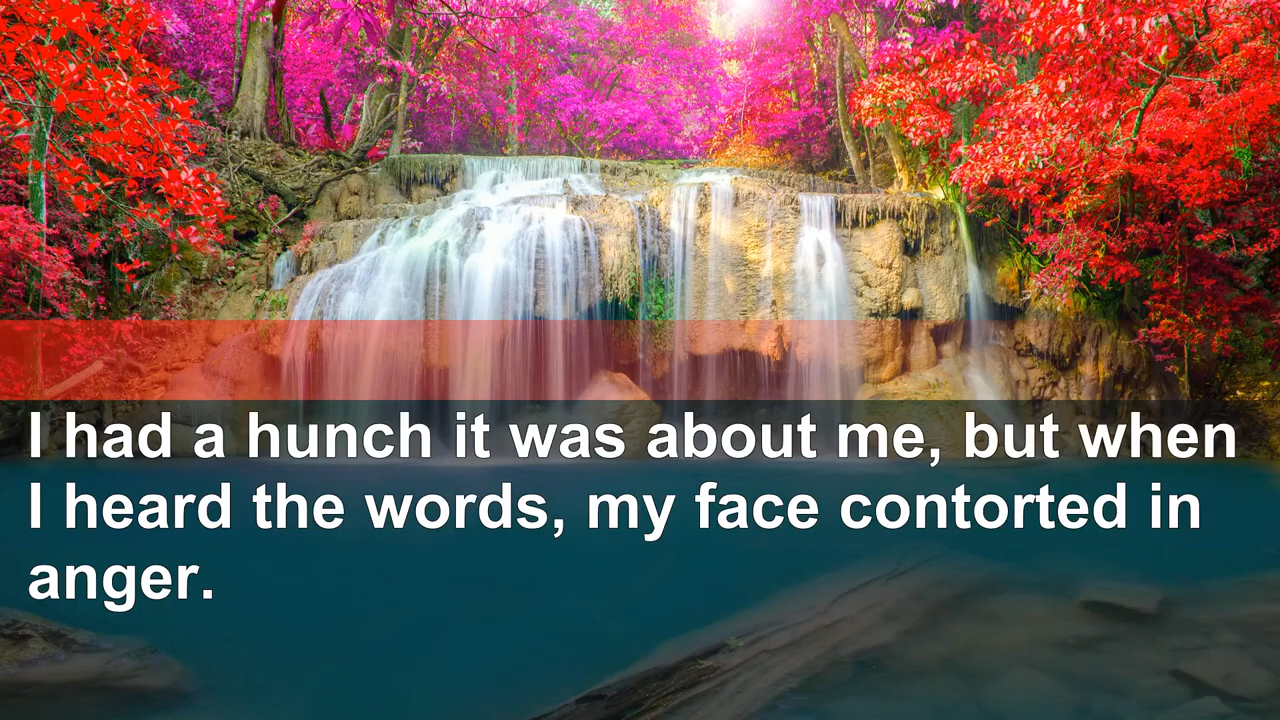 I had a hunch it was about me, but when
I heard the words, my face contorted in
anger.